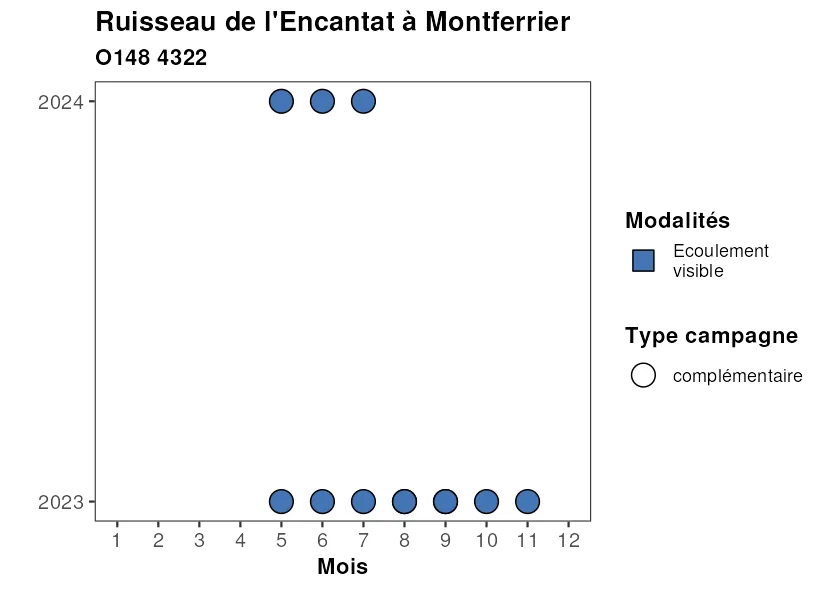 Ruisseau de l'Encantat à Montferrier
O148 4322
2024
2023
1 2 3 4 5 6 7 8 9 10 11 12
Mois
Modalités
Ecoulement
visible
Type campagne
complémentaire